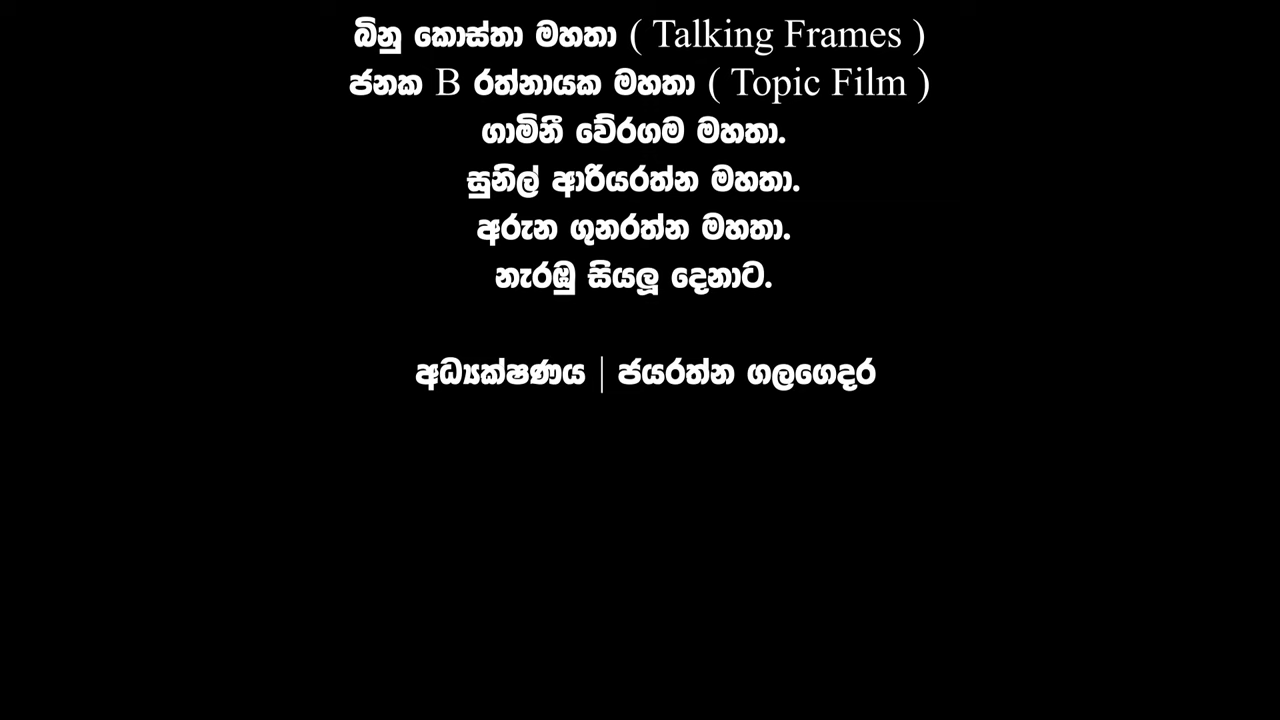 බිනු කොස්තා මහතා ( Talking Frames )
ජනක B රත්නායක මහතා ( Topic Film )
ගාමිනී වේරගම මහතා.
සුනිල් ආරියරත්න මහතා.
අරුන ගුනරත්න මහතා.
නැරඹු සියලූ දෙනාට.
අධ්‍යක්ෂණය | ජයරත්න ගලගෙදර